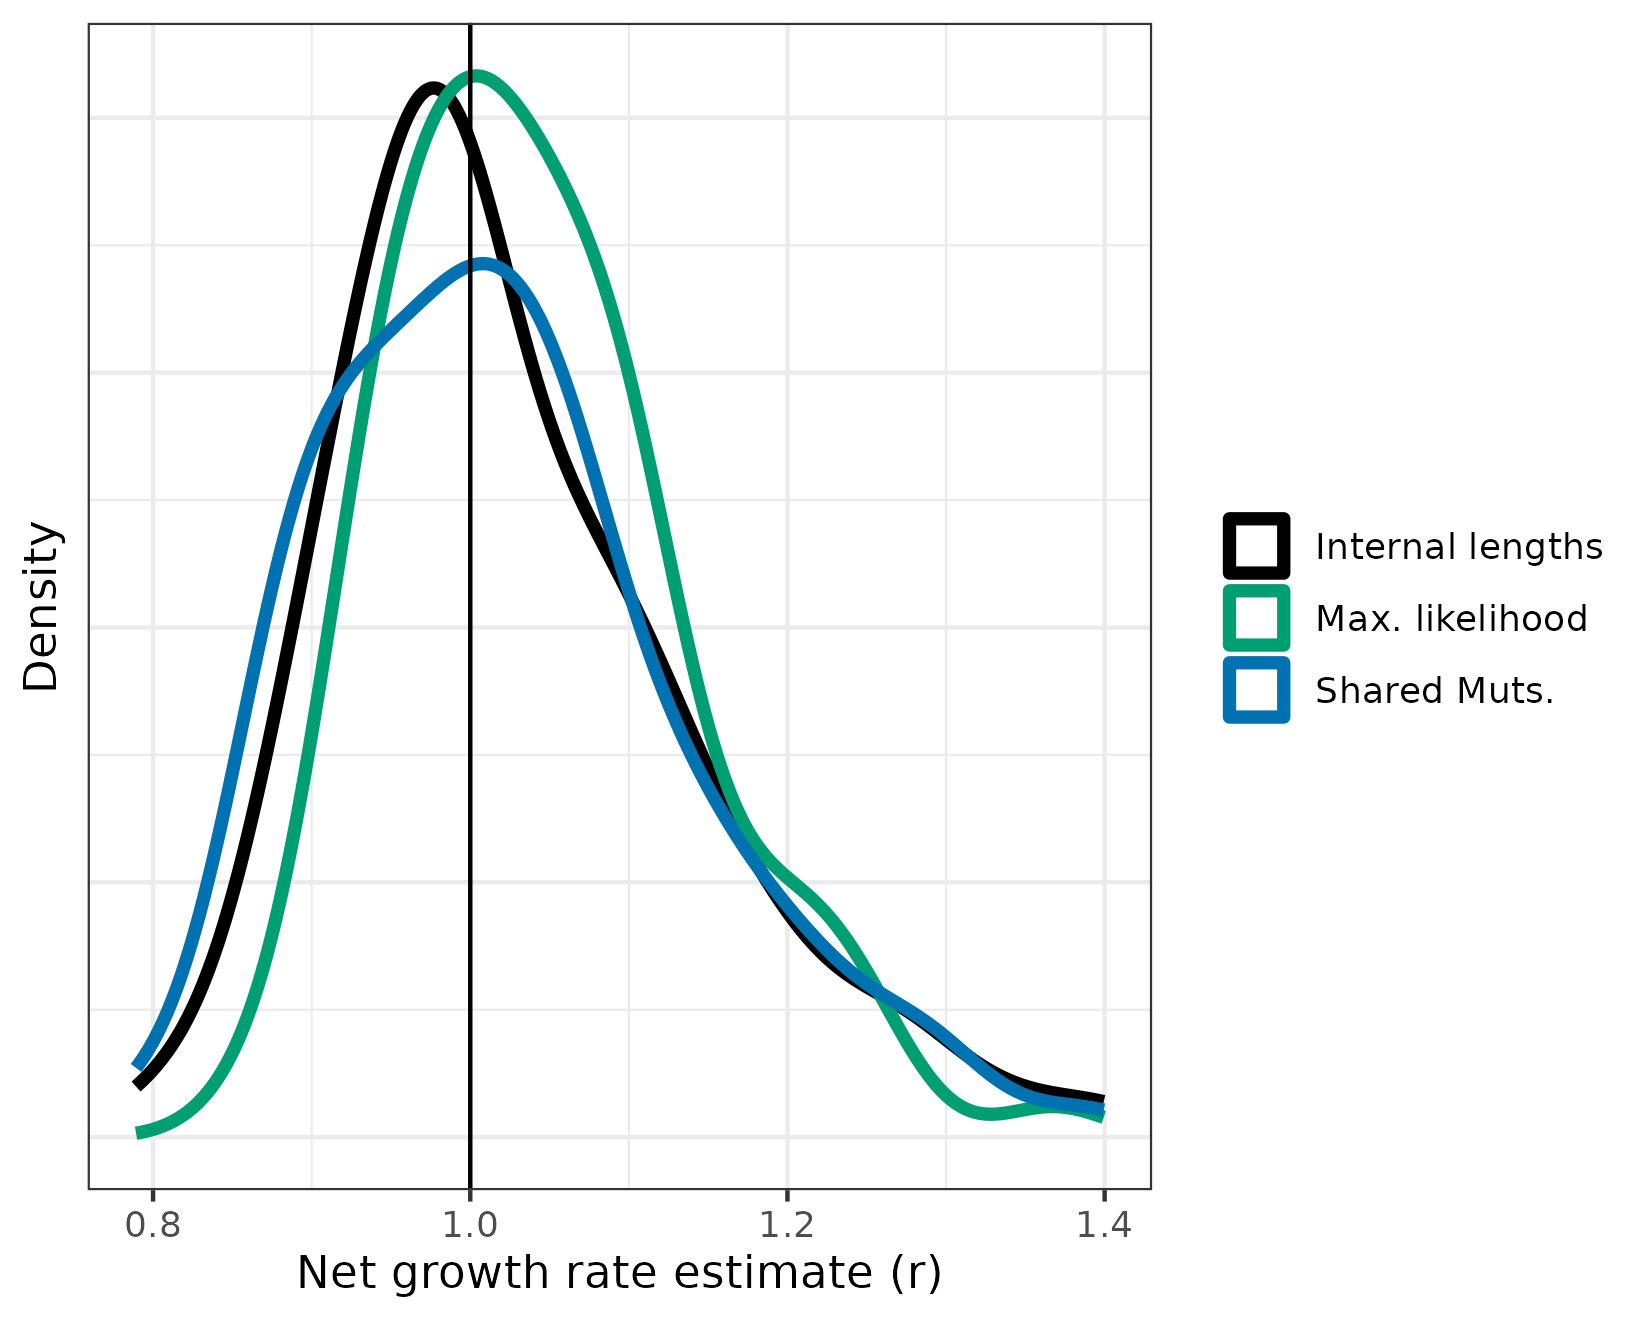 Density
0.8 1.0 1.2 1.4
Net growth rate estimate (r)
Internal lengths
Max. likelihood
Shared Muts.